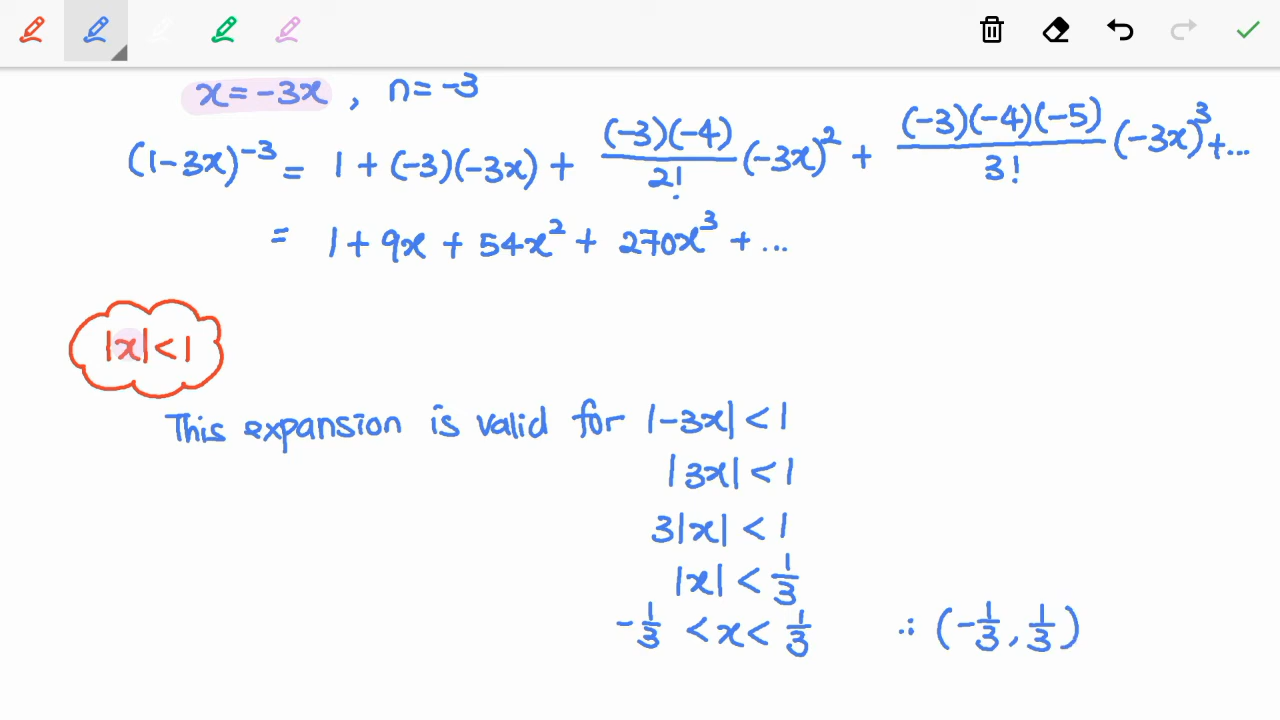 x = -3x , n = -3
(1-3x)^-3 = 1 + (-3)(-3x) + (-3)(-4)/2! (-3x)^2 + (-3)(-4)(-5)/3! (-3x)^3 + ...
= 1 + 9x + 54x^2 + 270x^3 + ...
|x| < 1
This expansion is valid for |-3x| < 1
|3x| < 1
3|x| < 1
|x| < 1/3
-1/3 < x < 1/3 ∴ (-1/3, 1/3)